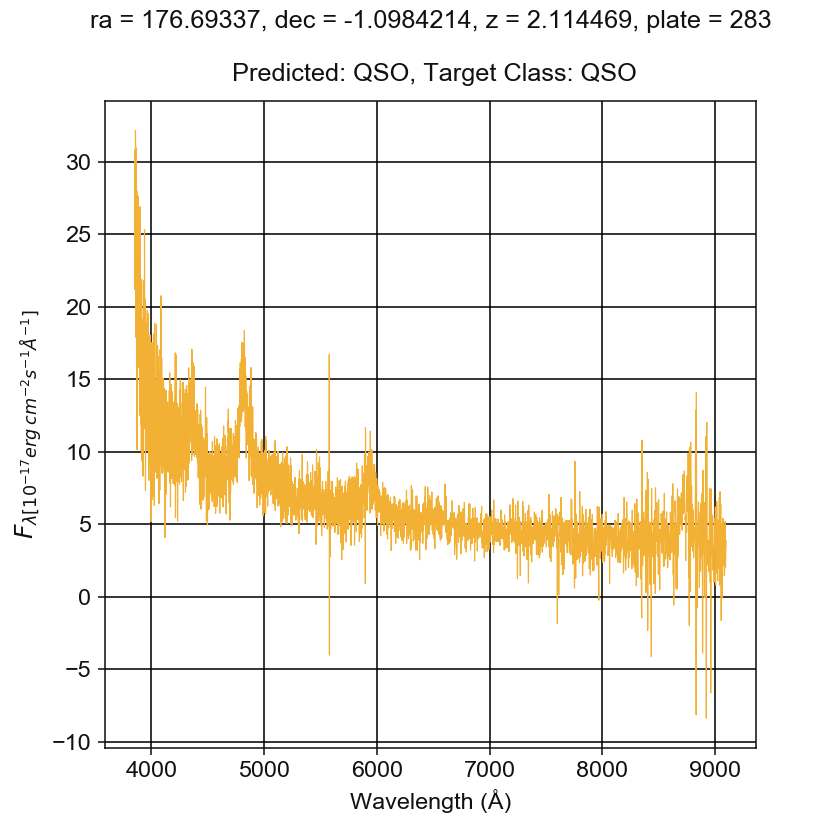 ra = 176.69337, dec = -1.0984214, z = 2.114469, plate = 283
Predicted: QSO, Target Class: QSO
30
25
20
15
10
5
0
−5
−10
F_λ[10^{-17} erg cm^{-2} s^{-1} Å^{-1}]
4000 5000 6000 7000 8000 9000
Wavelength (Å)